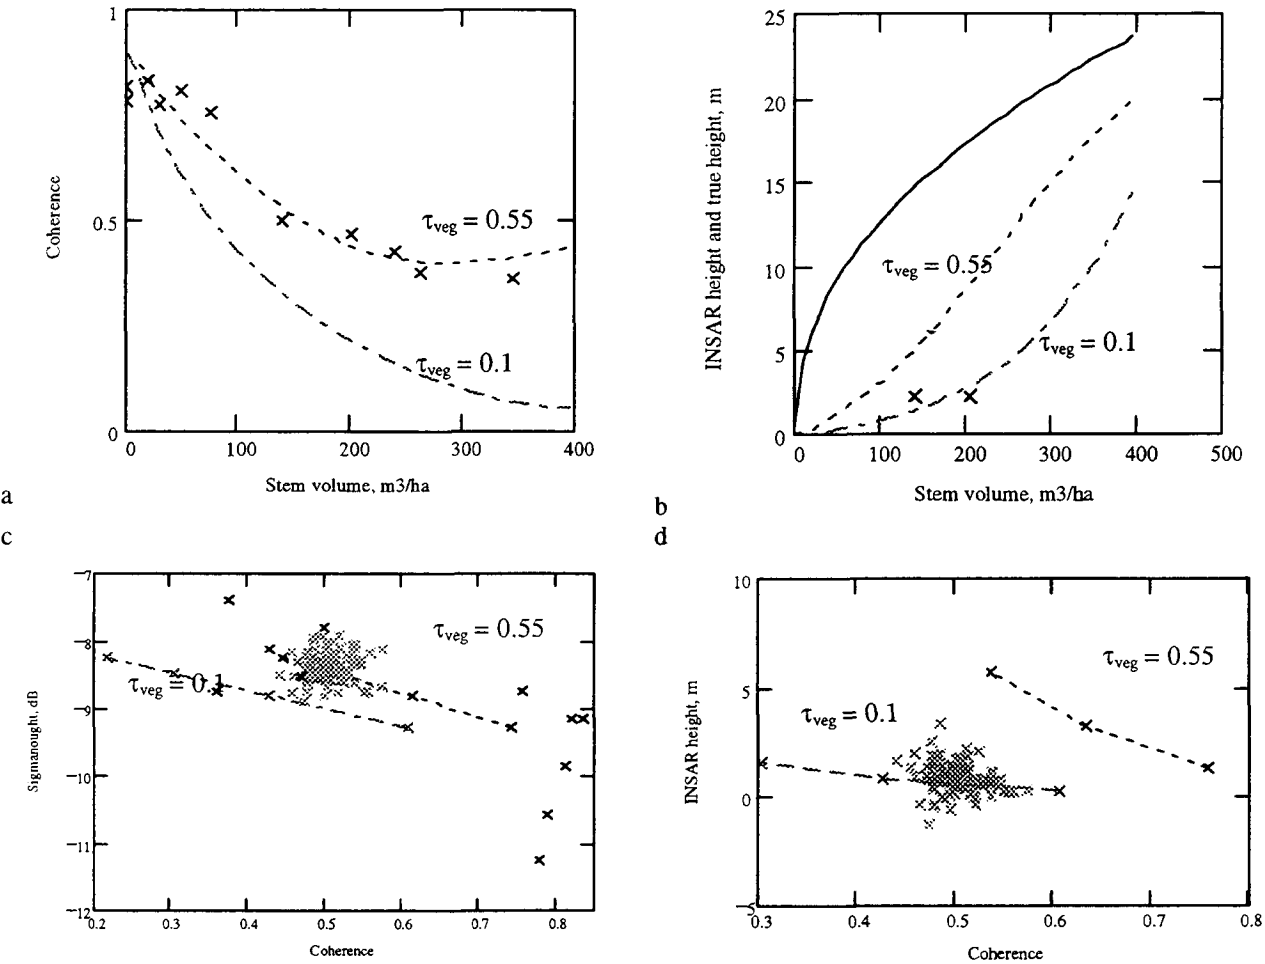 1
0.5
0
Coherence
τveg = 0.55
τveg = 0.1
0 100 200 300 400
Stem volume, m3/ha
a
25
20
15
10
5
0
INSAR height and true height, m
τveg = 0.55
τveg = 0.1
0 100 200 300 400 500
Stem volume, m3/ha
b
c
−7
−8
−9
−10
−11
−12
Sigmanought, dB
τveg = 0.55
τveg = 0.1
0.2 0.3 0.4 0.5 0.6 0.7 0.8
Coherence
d
10
5
0
−5
INSAR height, m
τveg = 0.55
τveg = 0.1
0.3 0.4 0.5 0.6 0.7 0.8
Coherence